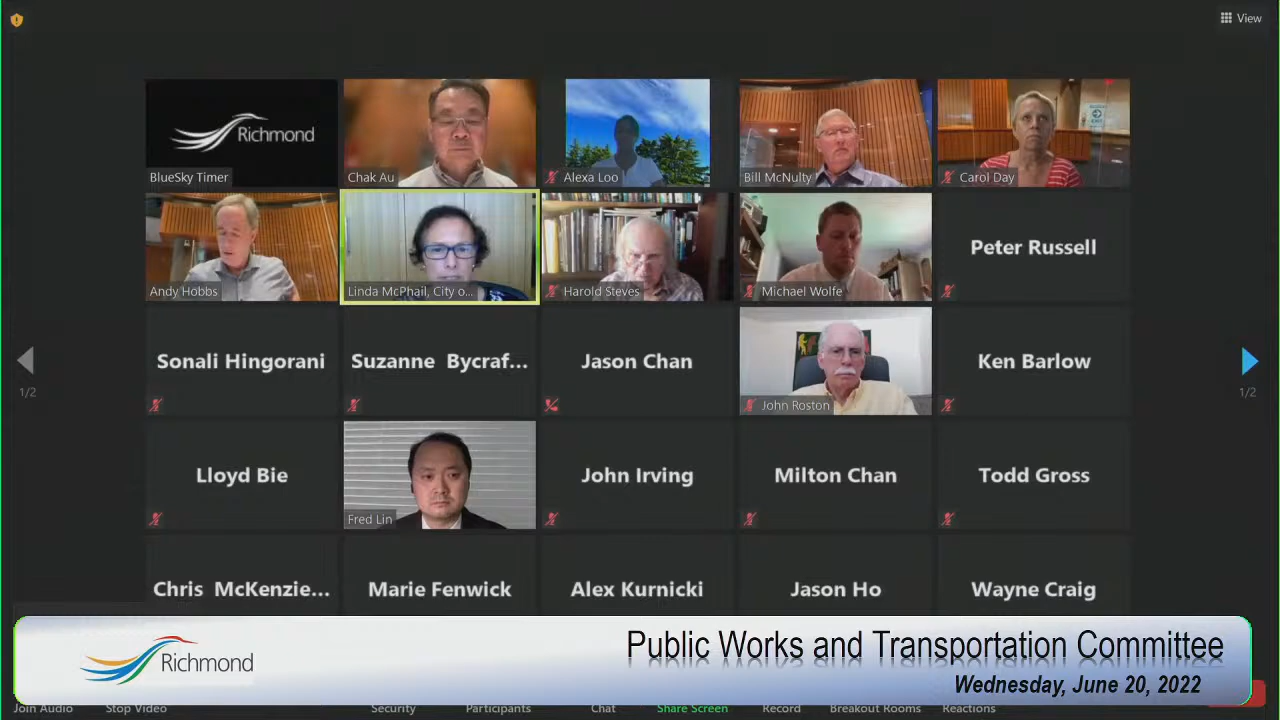 View
Richmond
BlueSky Timer
Chak Au
Alexa Loo
Bill McNulty
Carol Day
Andy Hobbs
Linda McPhail, City o...
Harold Steves
Michael Wolfe
Peter Russell
Sonali Hingorani
Suzanne Bycraf...
Jason Chan
John Roston
Ken Barlow
1/2
1/2
Lloyd Bie
Fred Lin
John Irving
Milton Chan
Todd Gross
Chris McKenzie...
Marie Fenwick
Alex Kurnicki
Jason Ho
Wayne Craig
Richmond
Public Works and Transportation Committee
Wednesday, June 20, 2022
Join Audio
Stop Video
Security
Participants
Chat
Share Screen
Record
Breakout Rooms
Reactions